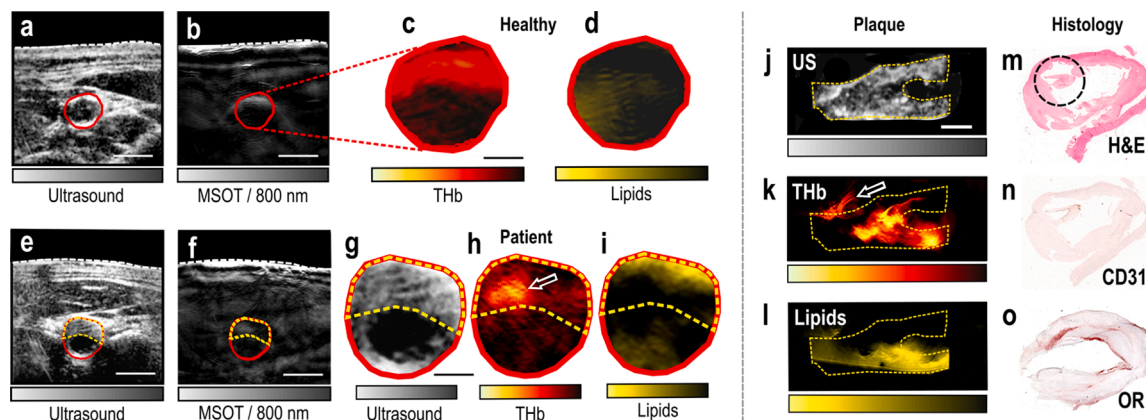 a
b
c
Healthy
d
Ultrasound
MSOT / 800 nm
THb
Lipids
e
f
g
h
Patient
i
Ultrasound
MSOT / 800 nm
Ultrasound
THb
Lipids
Plaque
Histology
j
US
m
H&E
k
THb
n
CD31
l
Lipids
o
OR